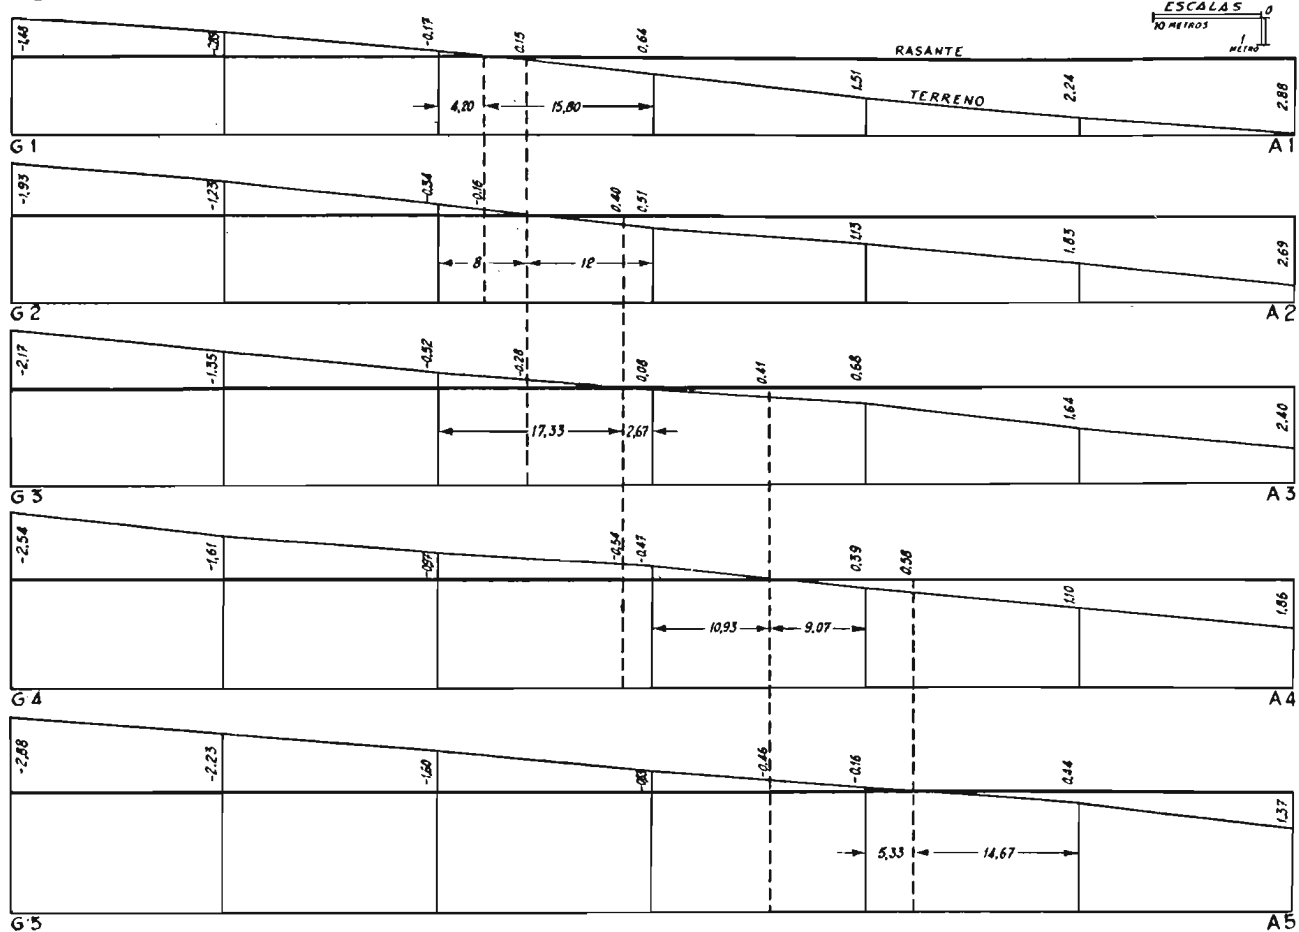 ESCALAS 0
10 METROS
1
METRO
-1,48 -0,17 0,15 0,64 1,51 2,24 2.88
RASANTE
TERRENO
4,20 15,80
G 1 A 1
-1,93 -1,23 -0,34 -0,16 0,40 0,51 1,13 1,83 2,69
8 12
G 2 A 2
-2,17 -1,35 -0,52 -0,28 0,08 0,41 0,68 1,64 2.40
17,33 2,67
G 3 A 3
-2,54 -1,61 -0,97 -0,54 -0,47 0,39 0,58 1,10 1,86
10,93 9,07
G 4 A 4
-2,88 -2,23 -1,60 -0,46 -0,16 0,44 1,37
5,33 14,67
G 5 A 5